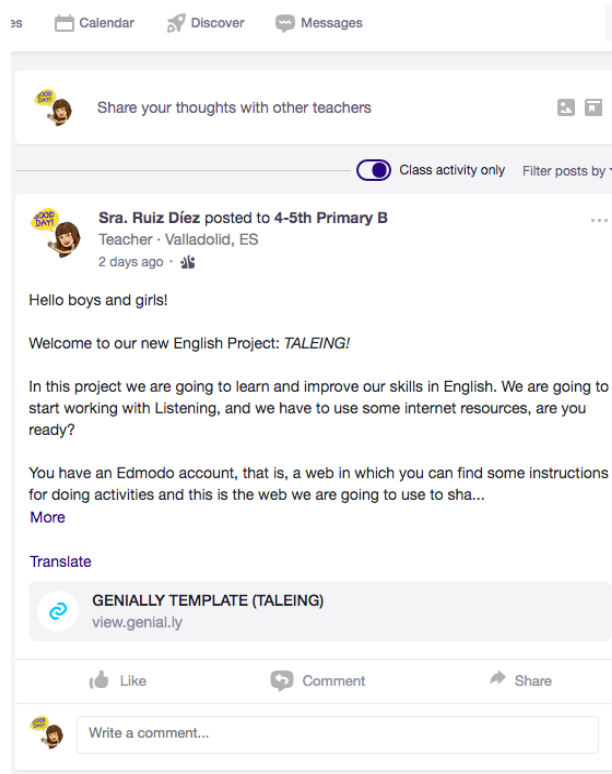 es Calendar Discover Messages
GOOD DAY!
Share your thoughts with other teachers
Class activity only Filter posts by
GOOD DAY!
Sra. Ruiz Díez posted to 4-5th Primary B
Teacher · Valladolid, ES
2 days ago ·
Hello boys and girls!
Welcome to our new English Project: TALEING!
In this project we are going to learn and improve our skills in English. We are going to
start working with Listening, and we have to use some internet resources, are you
ready?
You have an Edmodo account, that is, a web in which you can find some instructions
for doing activities and this is the web we are going to use to sha...
More
Translate
GENIALLY TEMPLATE (TALEING)
view.genial.ly
Like Comment Share
GOOD DAY!
Write a comment...